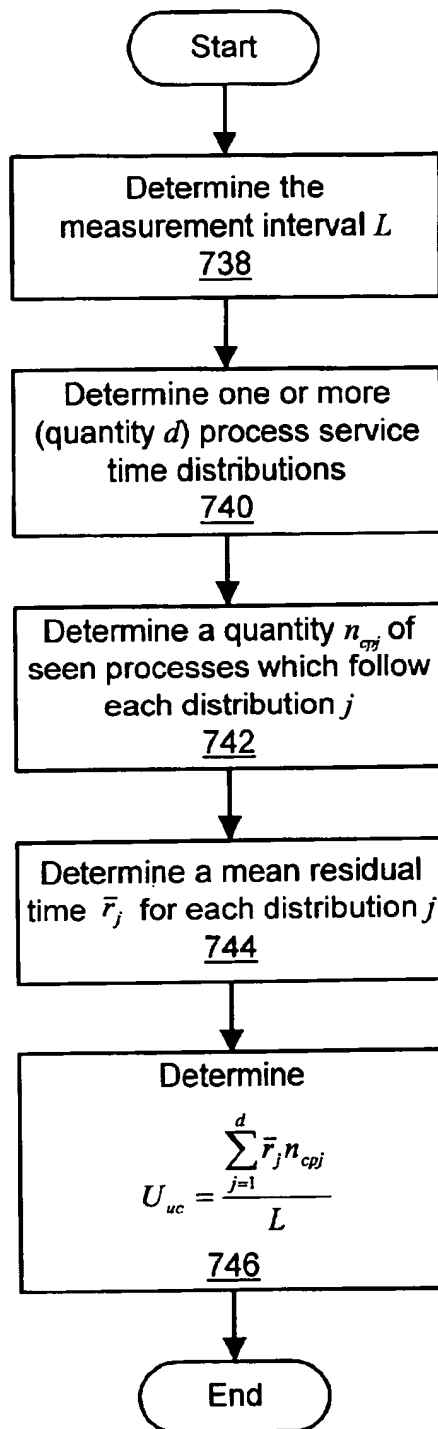 Start
Determine the
measurement interval L
738
Determine one or more
(quantity d) process service
time distributions
740
Determine a quantity n_cpj of
seen processes which follow
each distribution j
742
Determine a mean residual
time r̄_j for each distribution j
744
Determine
U_uc = (∑_{j=1}^{d} r̄_j n_cpj) / L
746
End